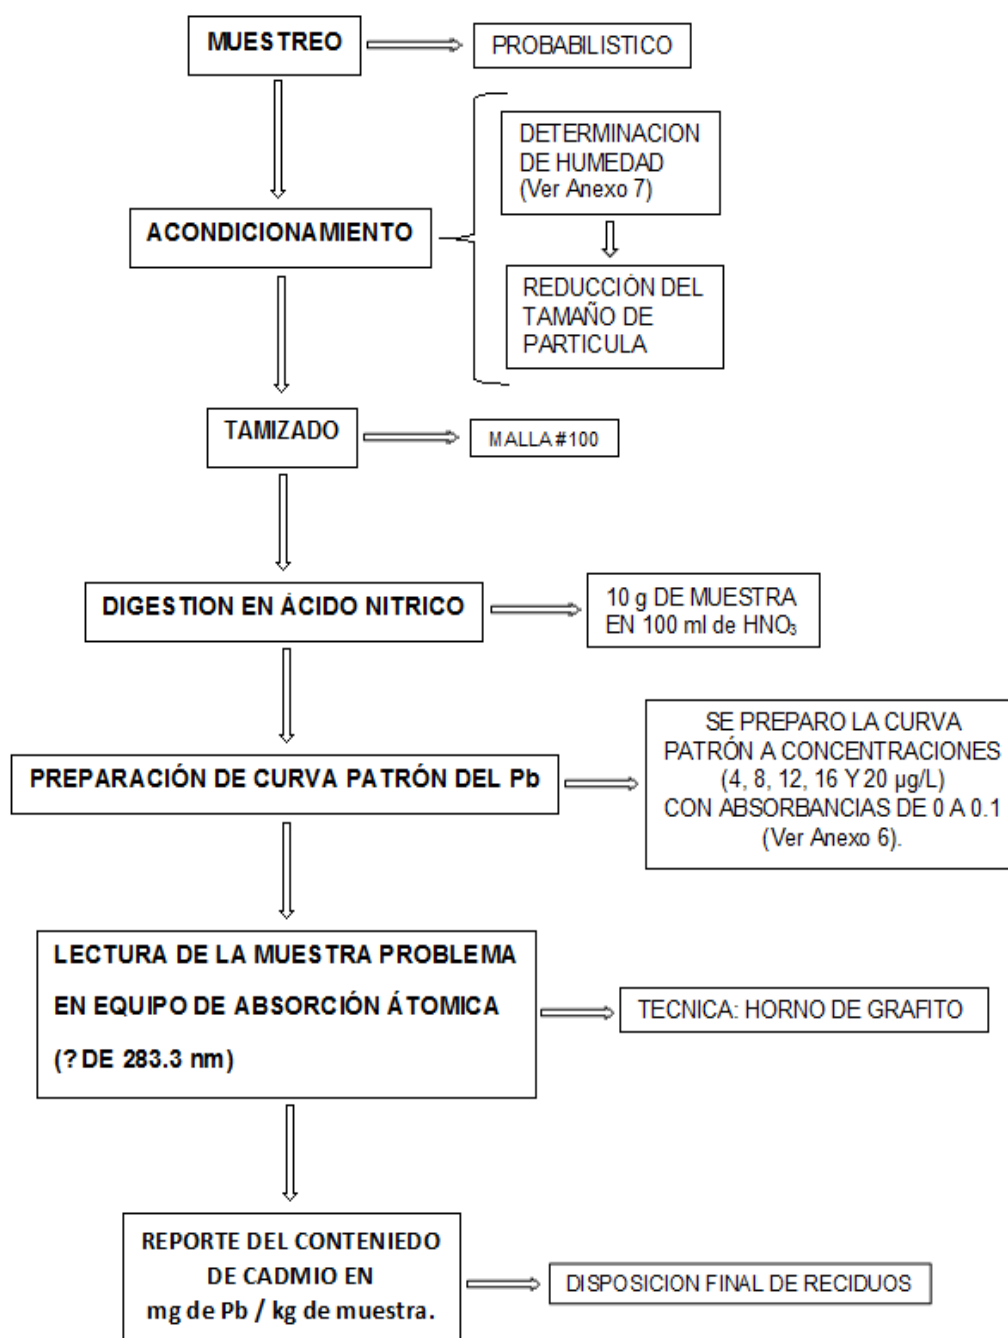 MUESTREO
PROBABILISTICO
DETERMINACION
DE HUMEDAD
(Ver Anexo 7)
ACONDICIONAMIENTO
REDUCCIÓN DEL
TAMAÑO DE
PARTICULA
TAMIZADO
MALLA #100
DIGESTION EN ÁCIDO NITRICO
10 g DE MUESTRA
EN 100 ml de HNO₃
PREPARACIÓN DE CURVA PATRÓN DEL Pb
SE PREPARO LA CURVA
PATRÓN A CONCENTRACIONES
(4, 8, 12, 16 Y 20 µg/L)
CON ABSORBANCIAS DE 0 A 0.1
(Ver Anexo 6).
LECTURA DE LA MUESTRA PROBLEMA
EN EQUIPO DE ABSORCIÓN ÁTOMICA
(? DE 283.3 nm)
TECNICA: HORNO DE GRAFITO
REPORTE DEL CONTENIEDO
DE CADMIO EN
mg de Pb / kg de muestra.
DISPOSICION FINAL DE RECIDUOS